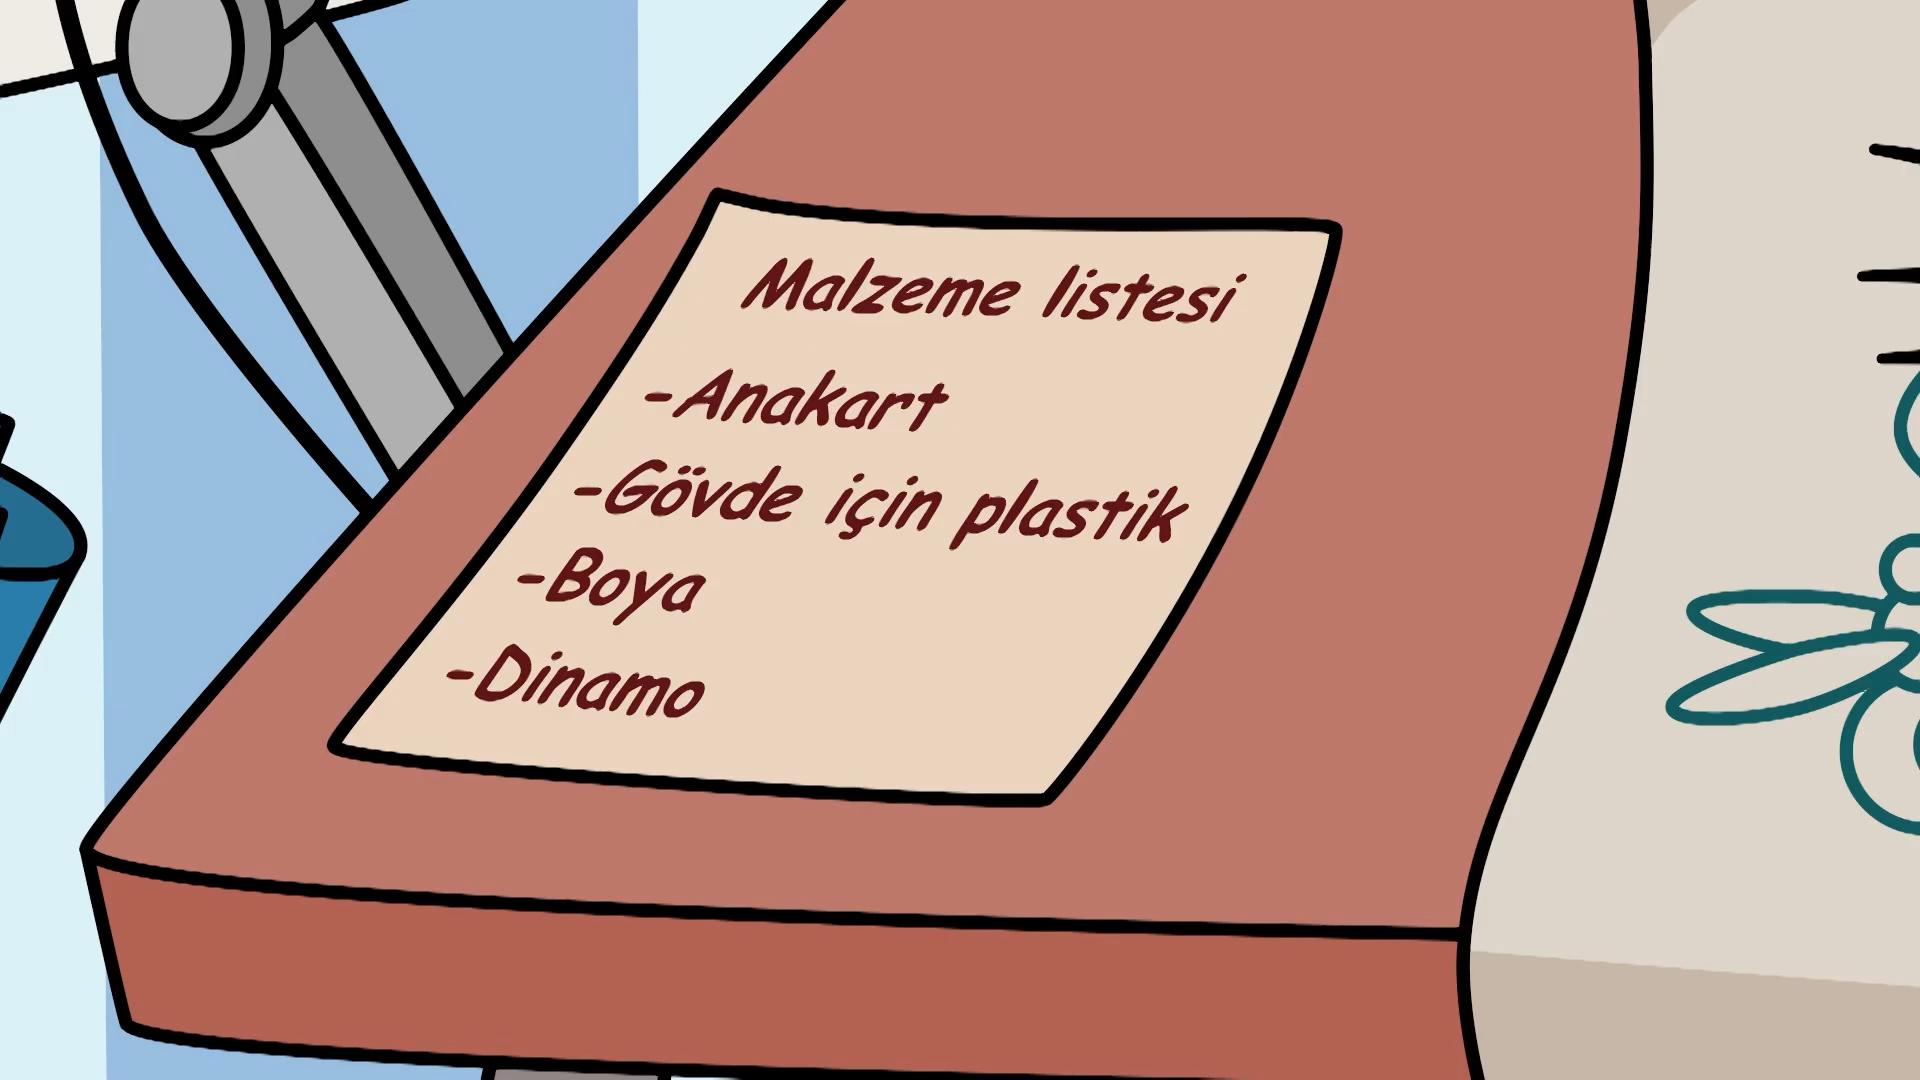 Malzeme listesi
-Anakart
-Gövde için plastik
-Boya
-Dinamo